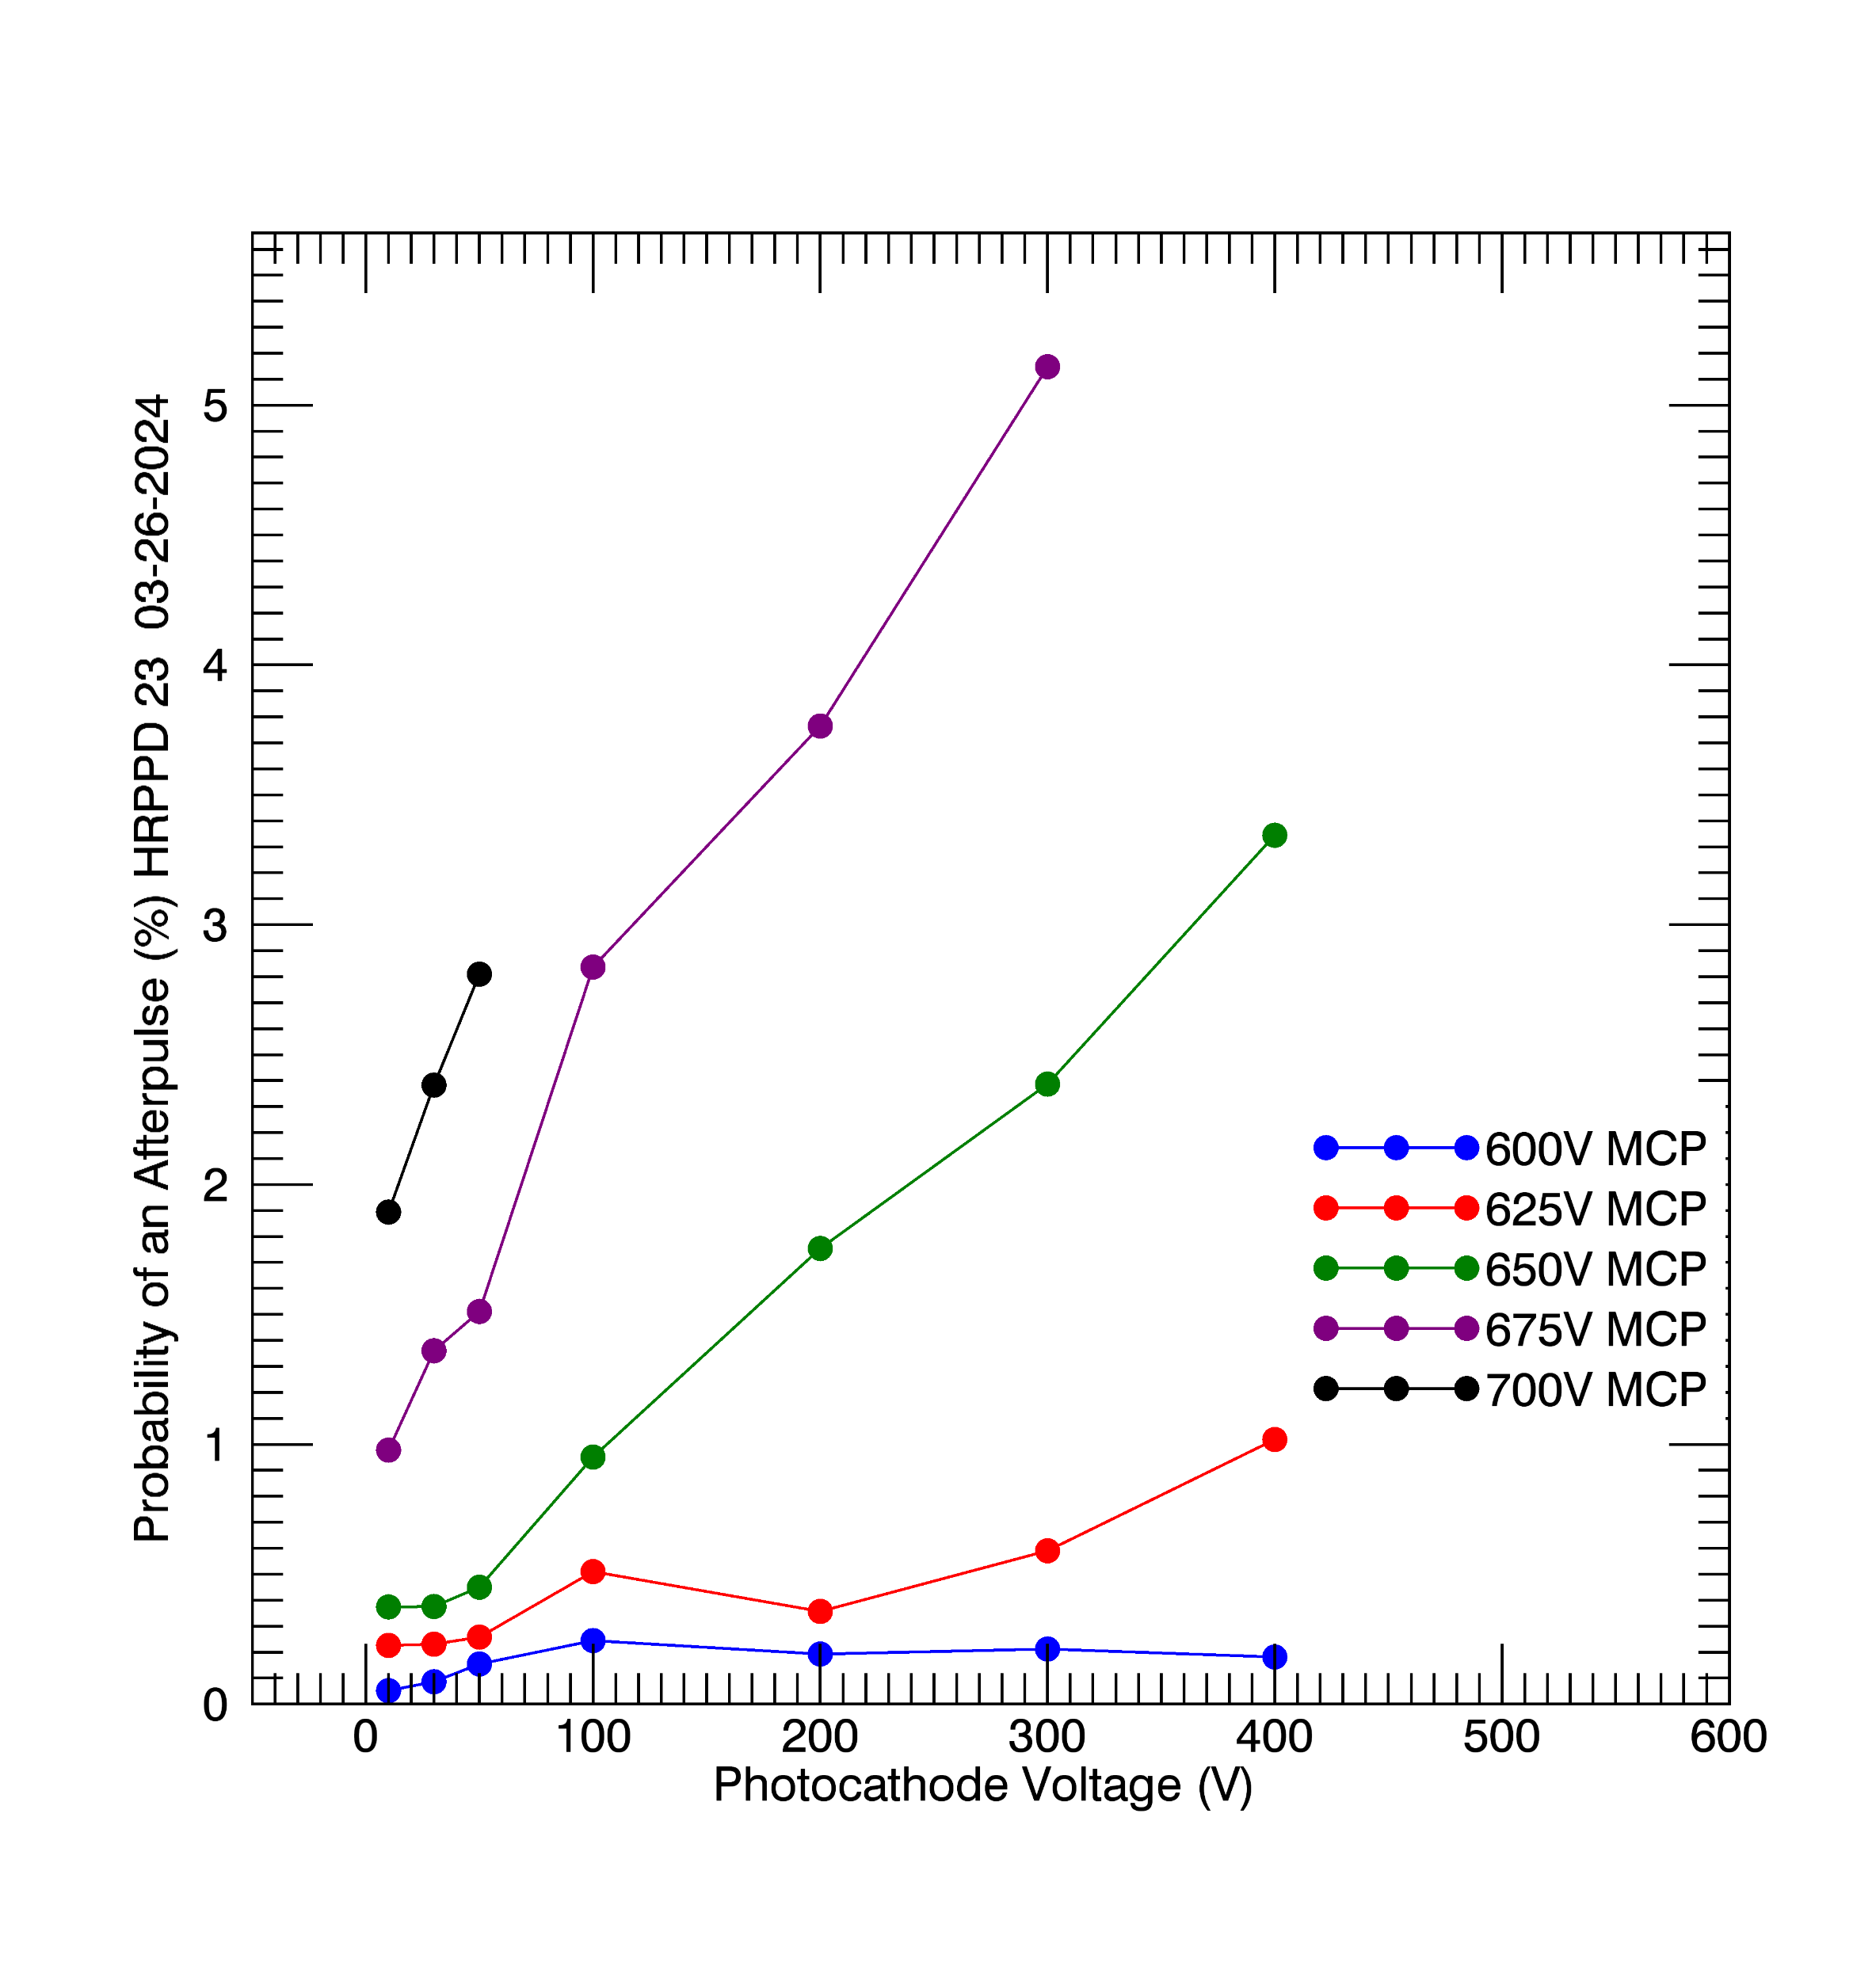 Probability of an Afterpulse (%) HRPPD 23  03-26-2024
5
4
3
2
1
0
600V MCP
625V MCP
650V MCP
675V MCP
700V MCP
0 100 200 300 400 500 600
Photocathode Voltage (V)